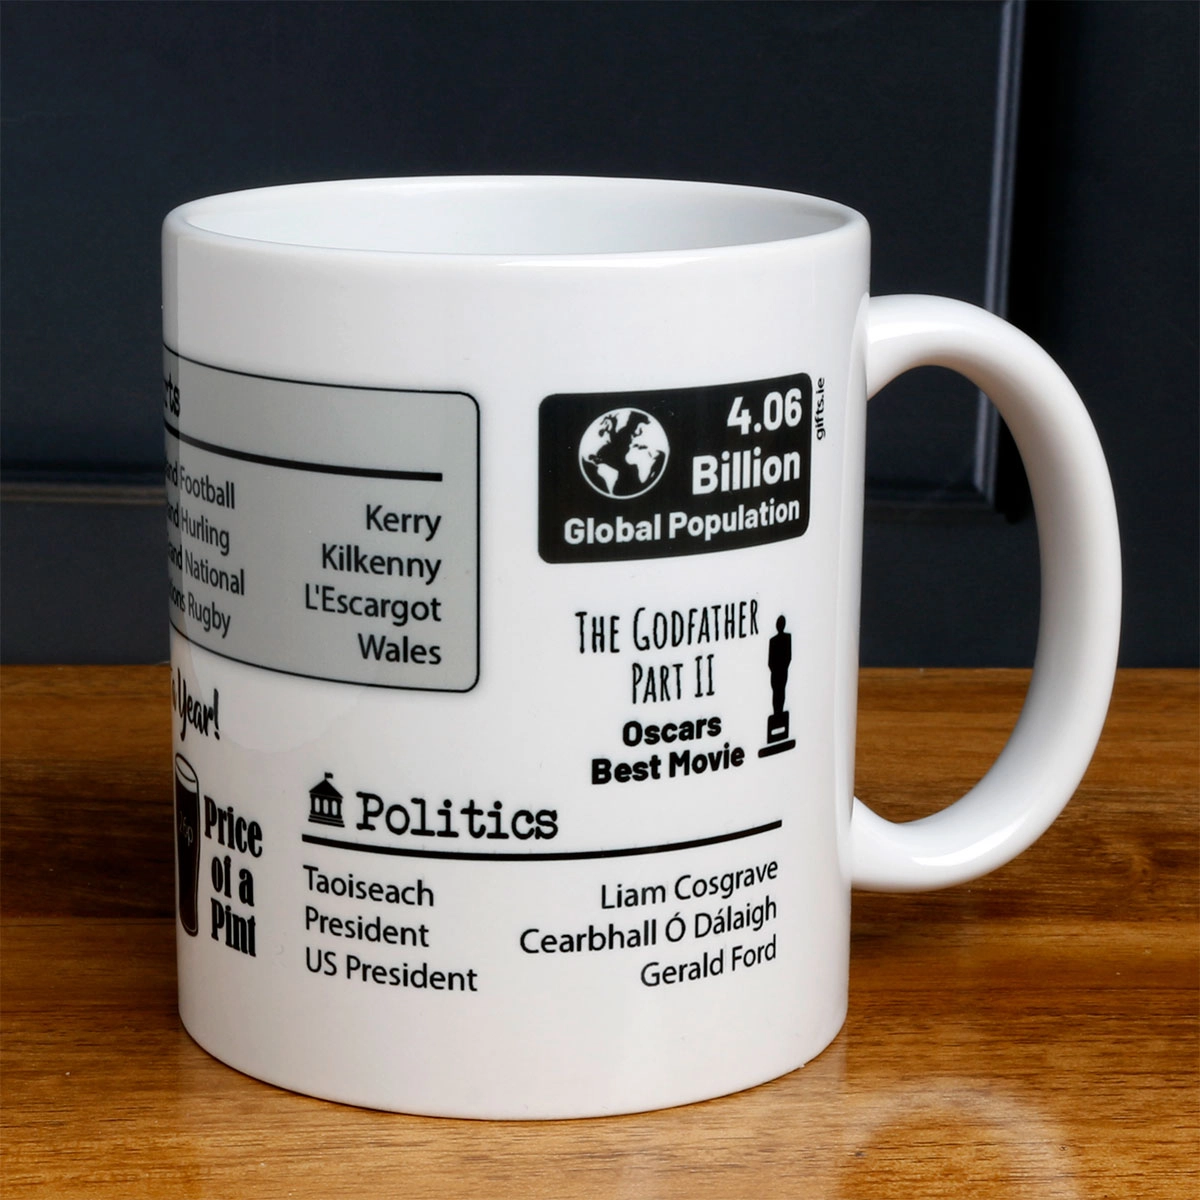 Football
Kerry
Hurling
Kilkenny
National
L'Escargot
Rugby
Wales
Year!
Price
of a
Pint
4.06
Billion
Global Population
gifts.ie
THE GODFATHER
PART II
Oscars
Best Movie
Politics
Taoiseach Liam Cosgrave
President Cearbhall Ó Dálaigh
US President Gerald Ford